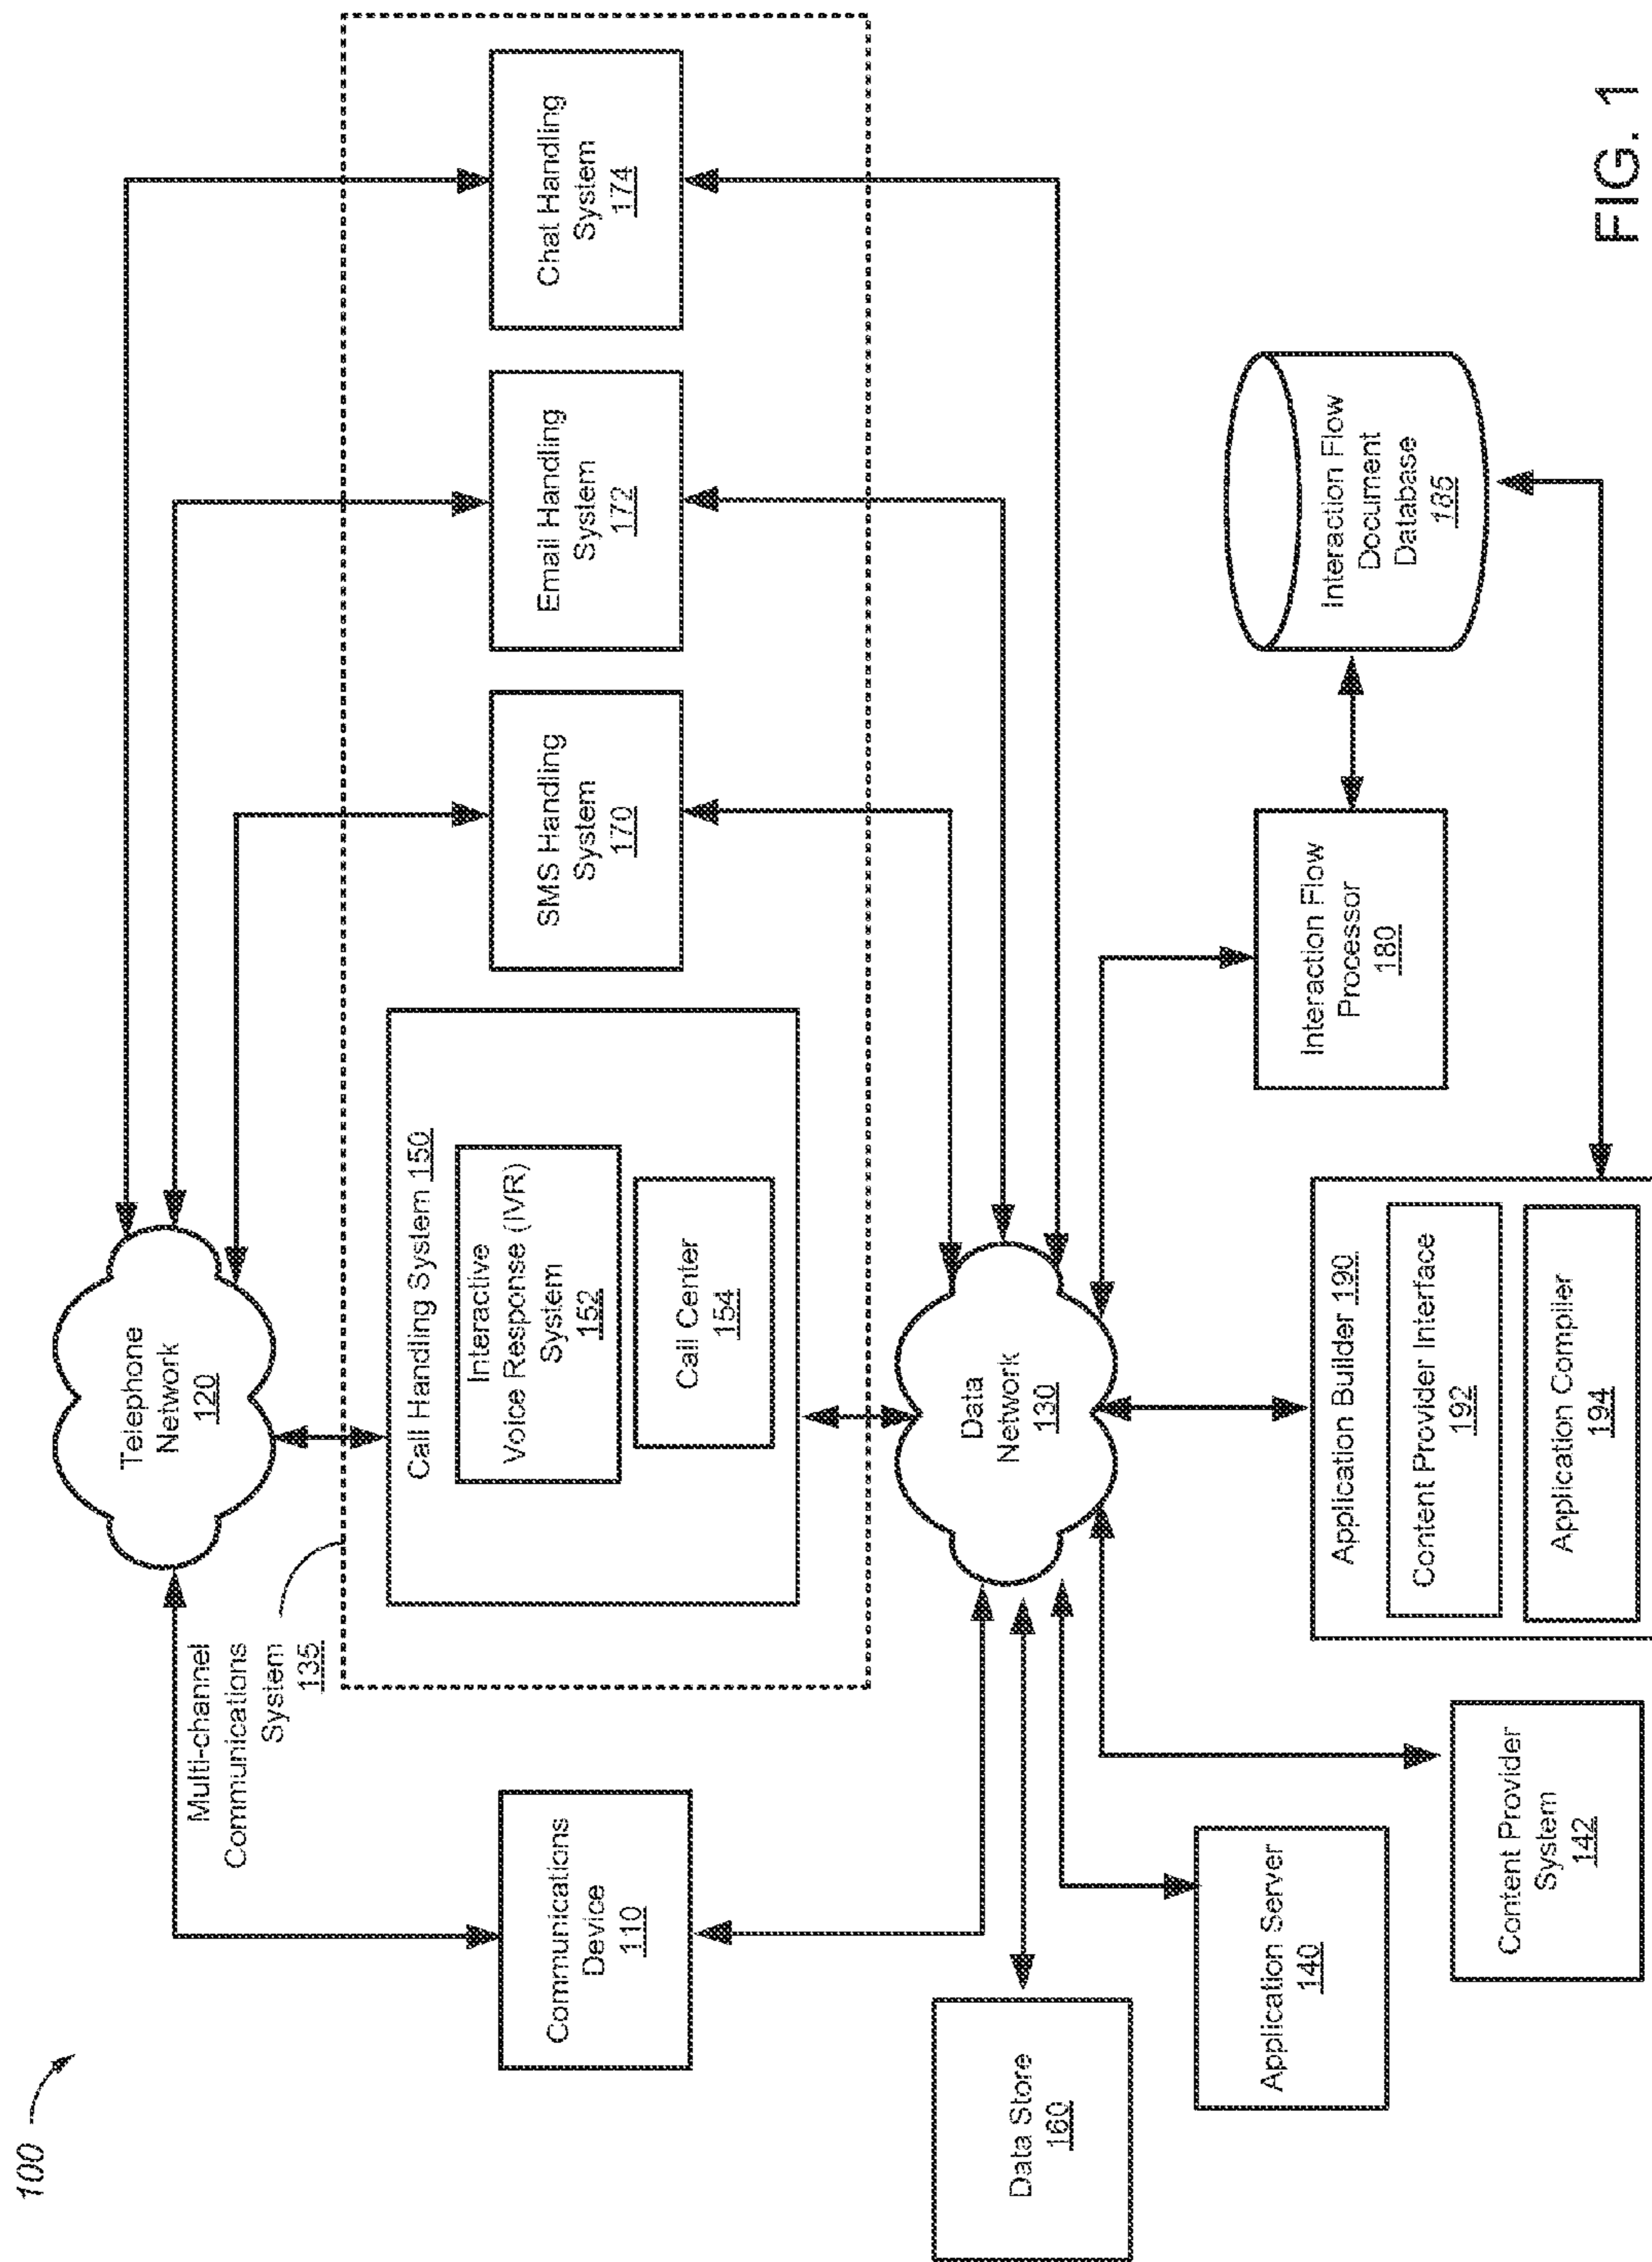 100
Telephone
Network
120
Multi-channel
Communications
System
135
Call Handling System 150
Interactive
Voice Response (IVR)
System
152
Call Center
154
SMS Handling
System
170
Email Handling
System
172
Chat Handling
System
174
Communications
Device
110
Data
Network
130
Data Store
160
Application Server
140
Content Provider
System
142
Application Builder 190
Content Provider Interface
192
Application Compiler
194
Interaction Flow
Processor
180
Interaction Flow
Document
Database
185
FIG. 1